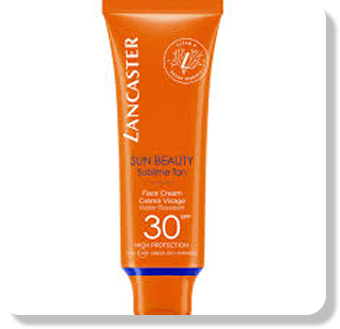 LANCASTER
SUN BEAUTY
Sublime Tan
Face Cream
Crème Visage
Water Resistant
30 SPF
HIGH PROTECTION